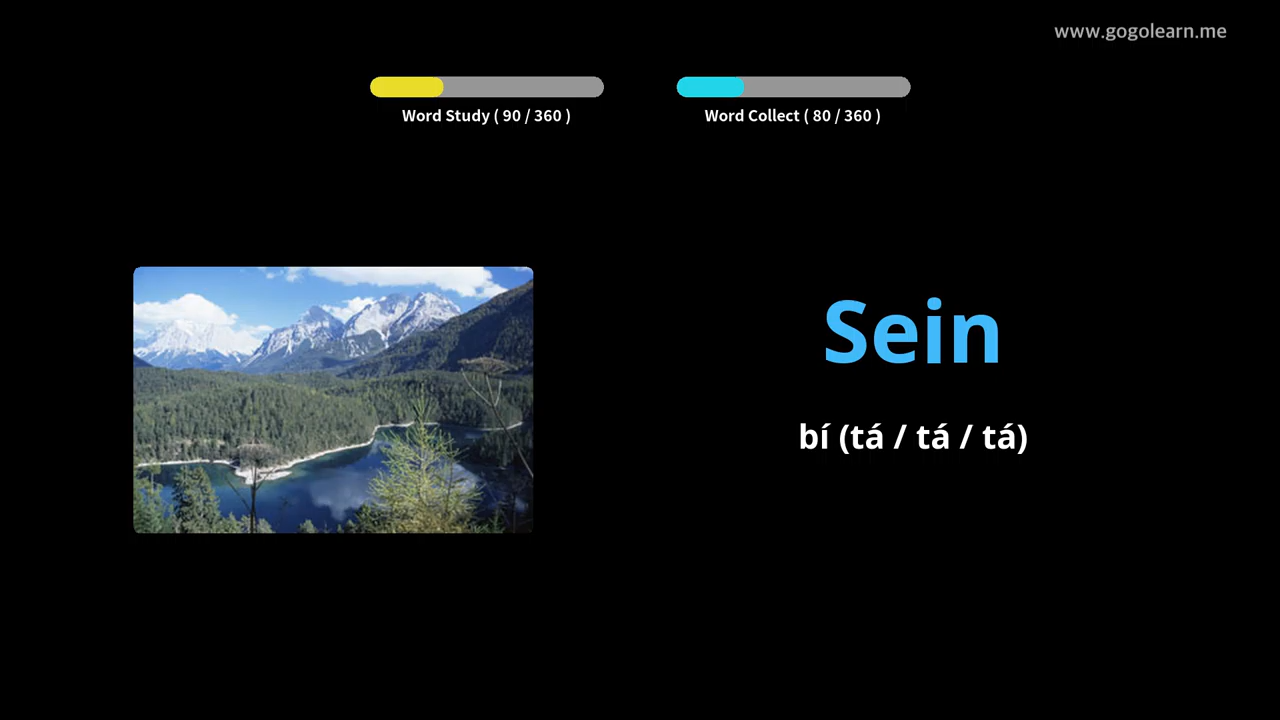 www.gogolearn.me
Word Study ( 90 / 360 )
Word Collect ( 80 / 360 )
Sein
bí (tá / tá / tá)